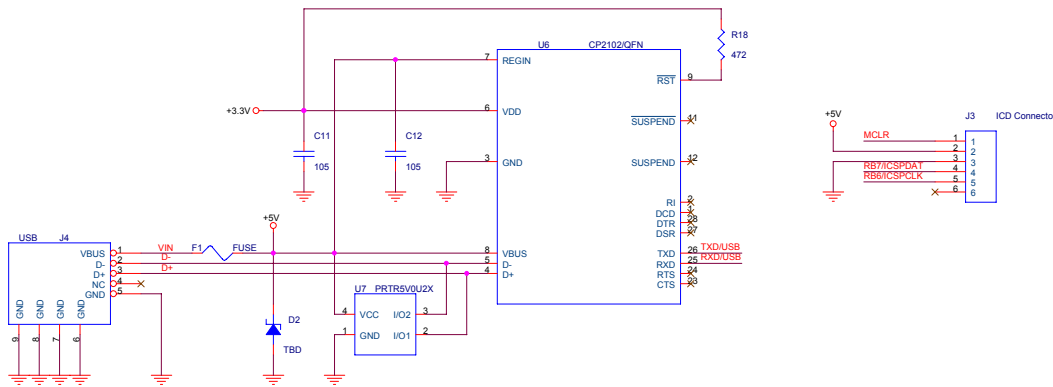 R18
472
U6 CP2102/QFN
7 REGIN
RST 9
+3.3V 6 VDD
SUSPEND 11
+5V
J3 ICD Connecto
C11
C12
MCLR 1 1
2 2
105
105
3 GND
SUSPEND 12
3 3
RB7/ICSPDAT 4 4
RB6/ICSPCLK 5 5
6 6
RI 2
DCD 1
DTR 28
DSR 27
+5V
USB J4
VBUS 1 VIN F1 FUSE 8 VBUS TXD 26 TXD/USB
D- 2 D- 5 D- RXD 25 RXD/USB
D+ 3 D+ 4 D+ RTS 24
NC 4
CTS 23
GND 5
U7 PRTR5V0U2X
GND GND GND GND
4 VCC I/O2 3
D2
1 GND I/O1 2
9 8 7 6
TBD